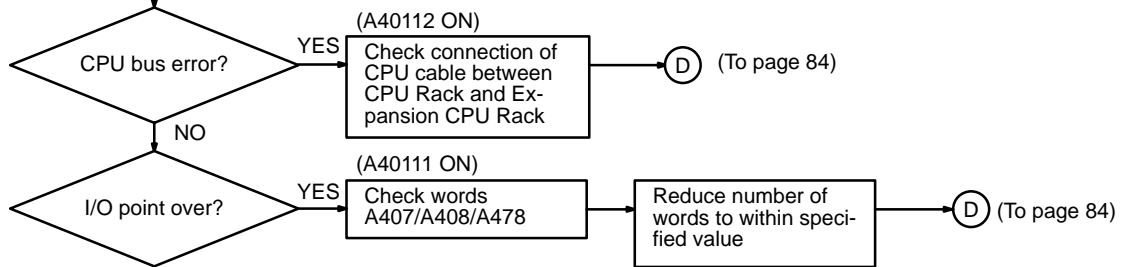 (A40112 ON)
CPU bus error?
YES
Check connection of
CPU cable between
CPU Rack and Ex-
pansion CPU Rack
D
(To page 84)
NO
(A40111 ON)
I/O point over?
YES
Check words
A407/A408/A478
Reduce number of
words to within speci-
fied value
D
(To page 84)